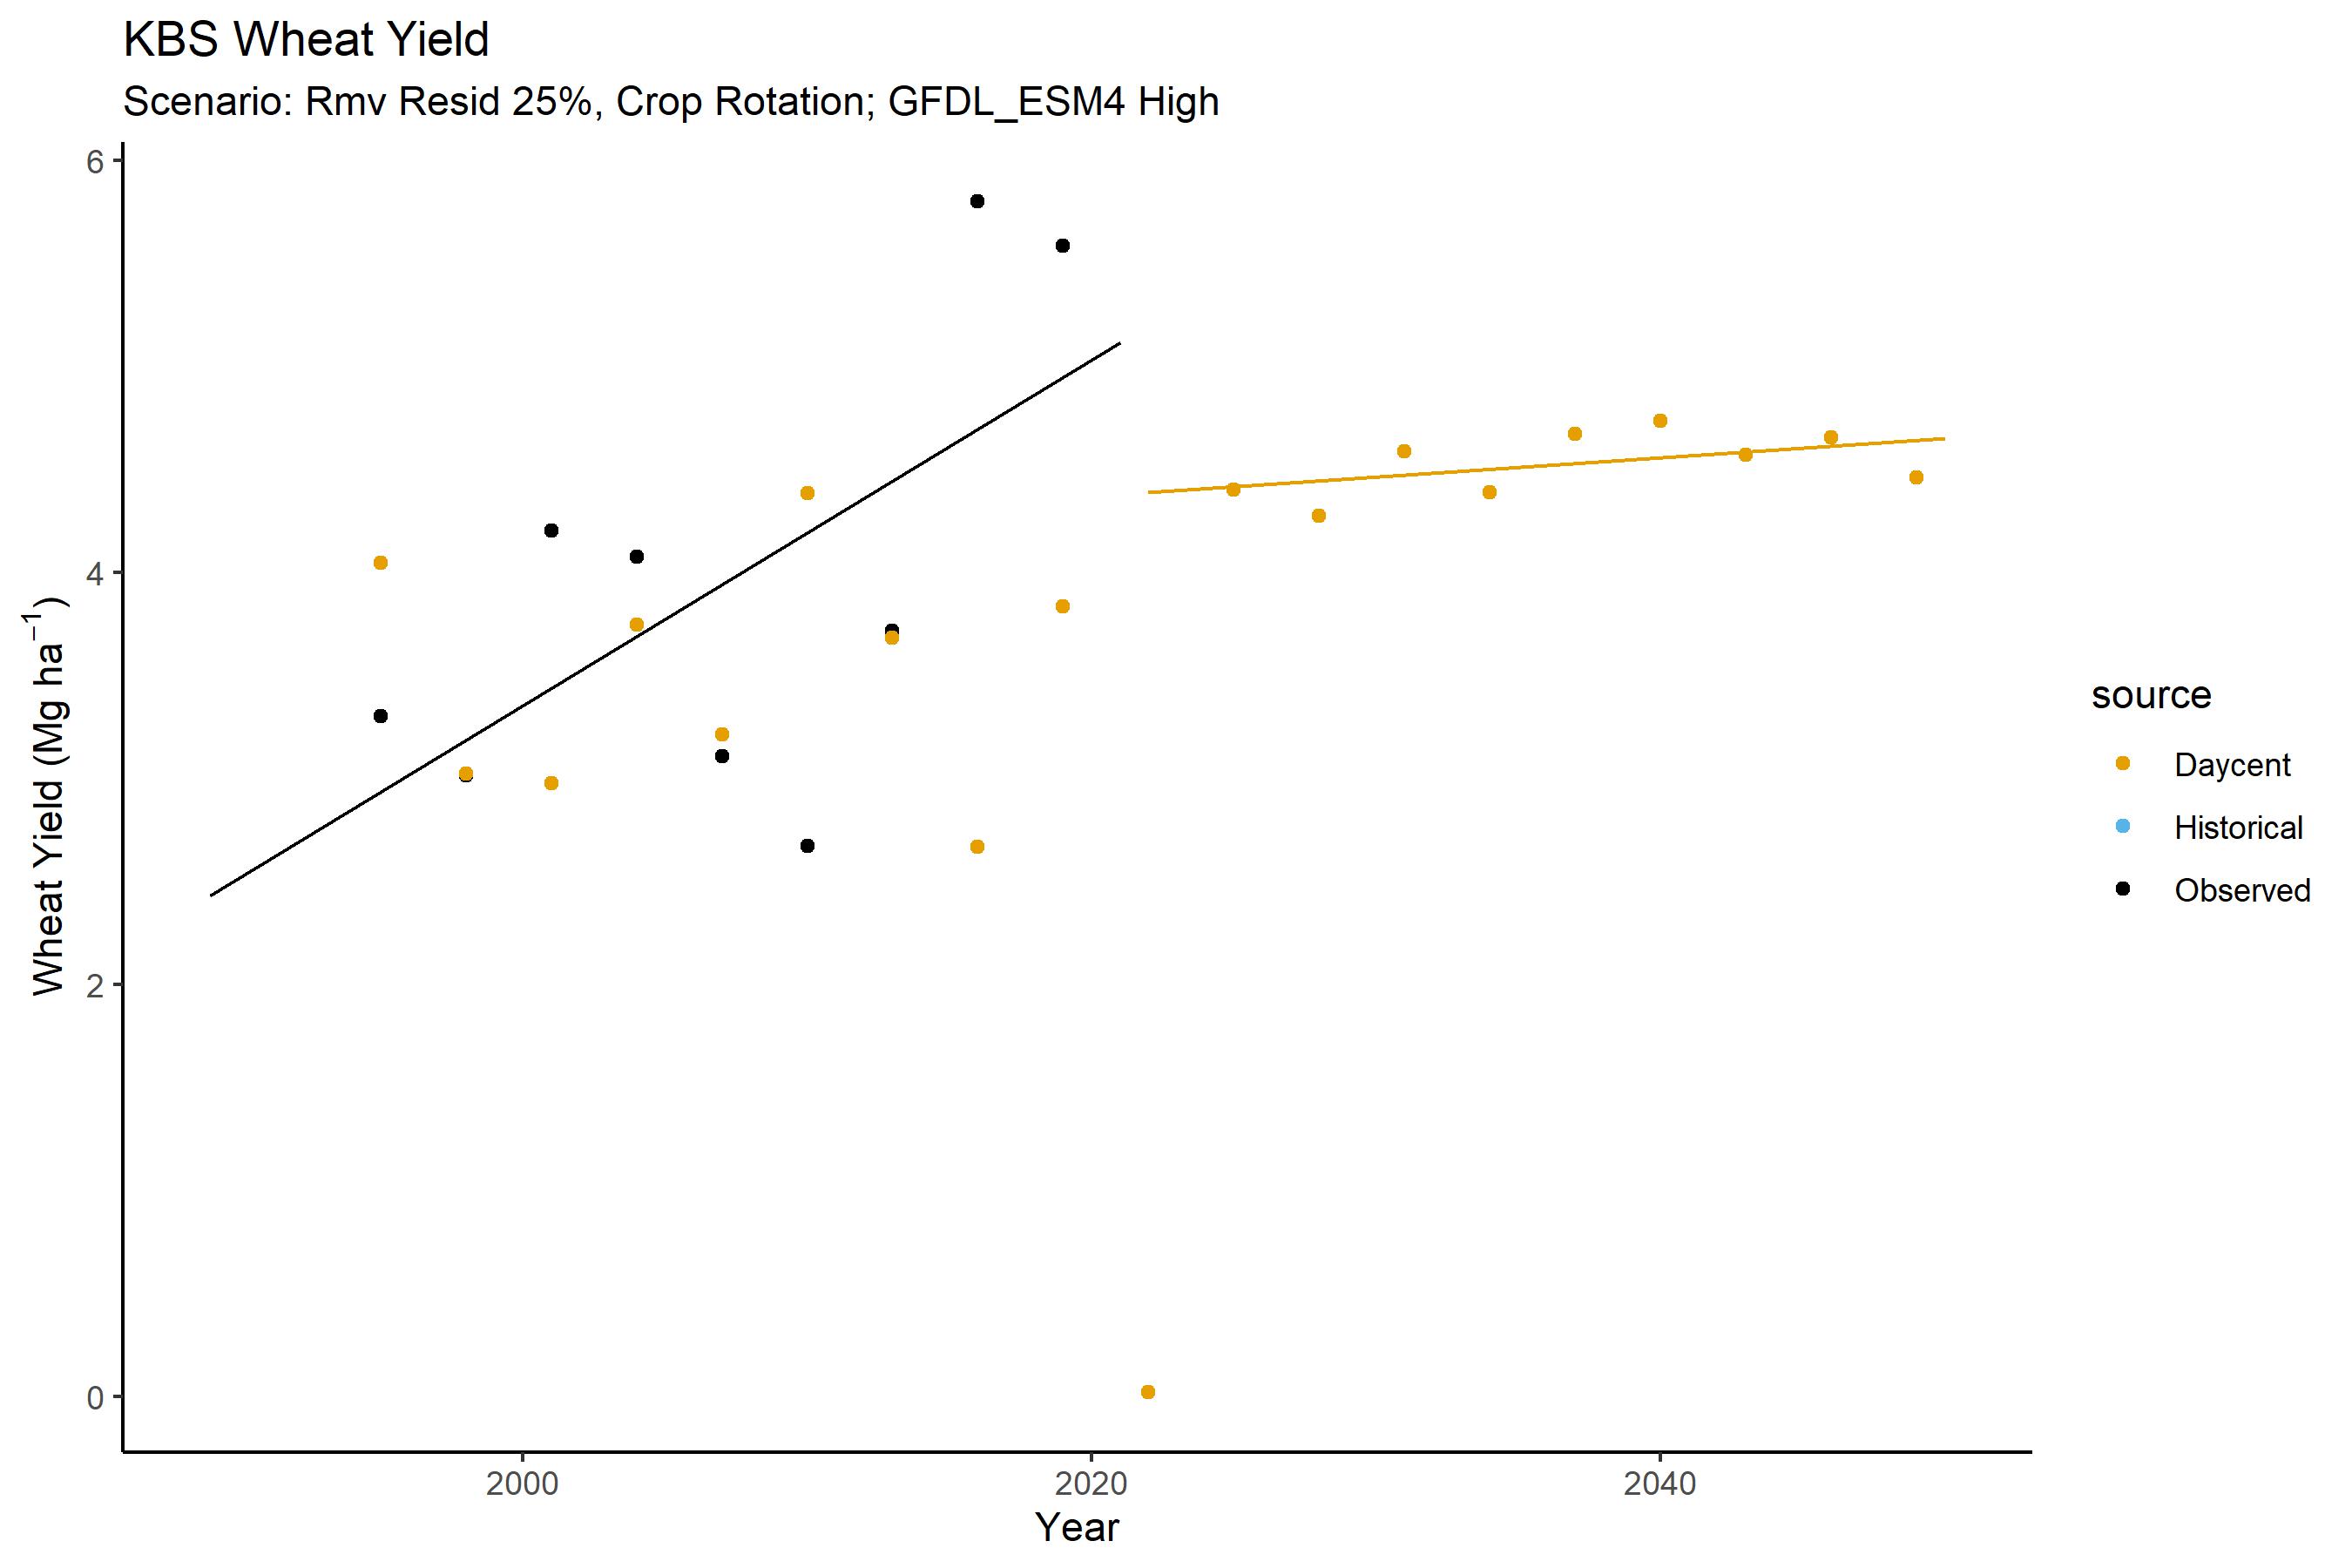 KBS Wheat Yield
Scenario: Rmv Resid 25%, Crop Rotation; GFDL_ESM4 High
6
4
2
0
Wheat Yield (Mg ha⁻¹)
2000
2020
2040
Year
source
Daycent
Historical
Observed